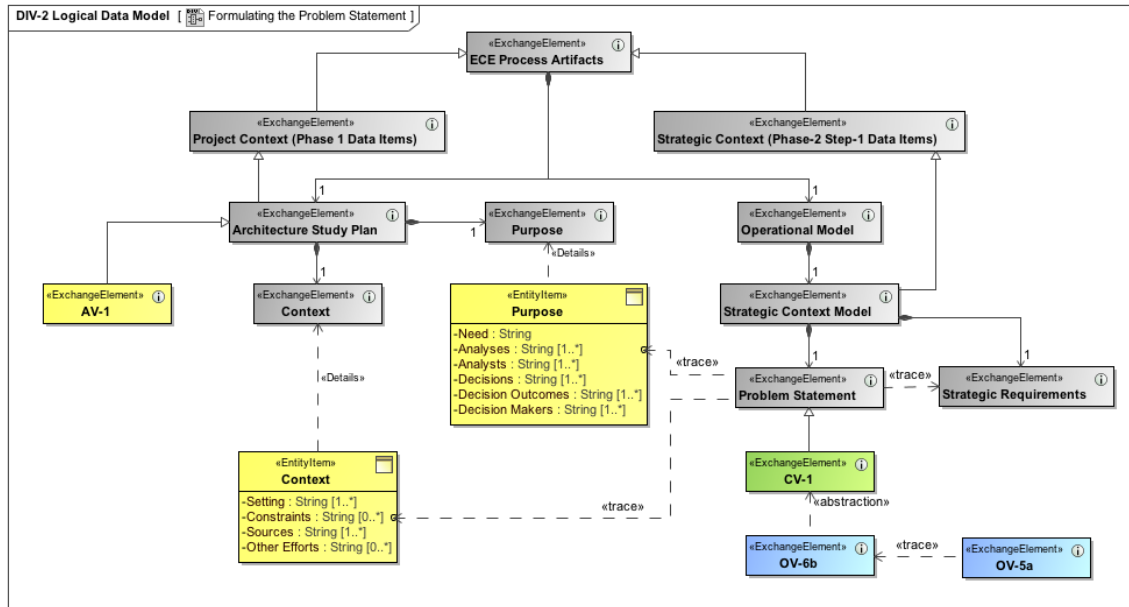 DIV-2 Logical Data Model [ Formulating the Problem Statement ]
«ExchangeElement»
ECE Process Artifacts
«ExchangeElement»
Project Context (Phase 1 Data Items)
«ExchangeElement»
Strategic Context (Phase-2 Step-1 Data Items)
1
1
«ExchangeElement»
Architecture Study Plan
«ExchangeElement»
Purpose
«ExchangeElement»
Operational Model
1
«Details»
1
1
«ExchangeElement»
AV-1
«ExchangeElement»
Context
«EntityItem»
Purpose
-Need : String
-Analyses : String [1..*]
-Analysts : String [1..*]
-Decisions : String [1..*]
-Decision Outcomes : String [1..*]
-Decision Makers : String [1..*]
«ExchangeElement»
Strategic Context Model
1
1
«trace»
«trace»
«Details»
«ExchangeElement»
Problem Statement
«ExchangeElement»
Strategic Requirements
«EntityItem»
Context
-Setting : String [1..*]
-Constraints : String [0..*]
-Sources : String [1..*]
-Other Efforts : String [0..*]
«trace»
«ExchangeElement»
CV-1
«abstraction»
«ExchangeElement»
OV-6b
«trace»
«ExchangeElement»
OV-5a